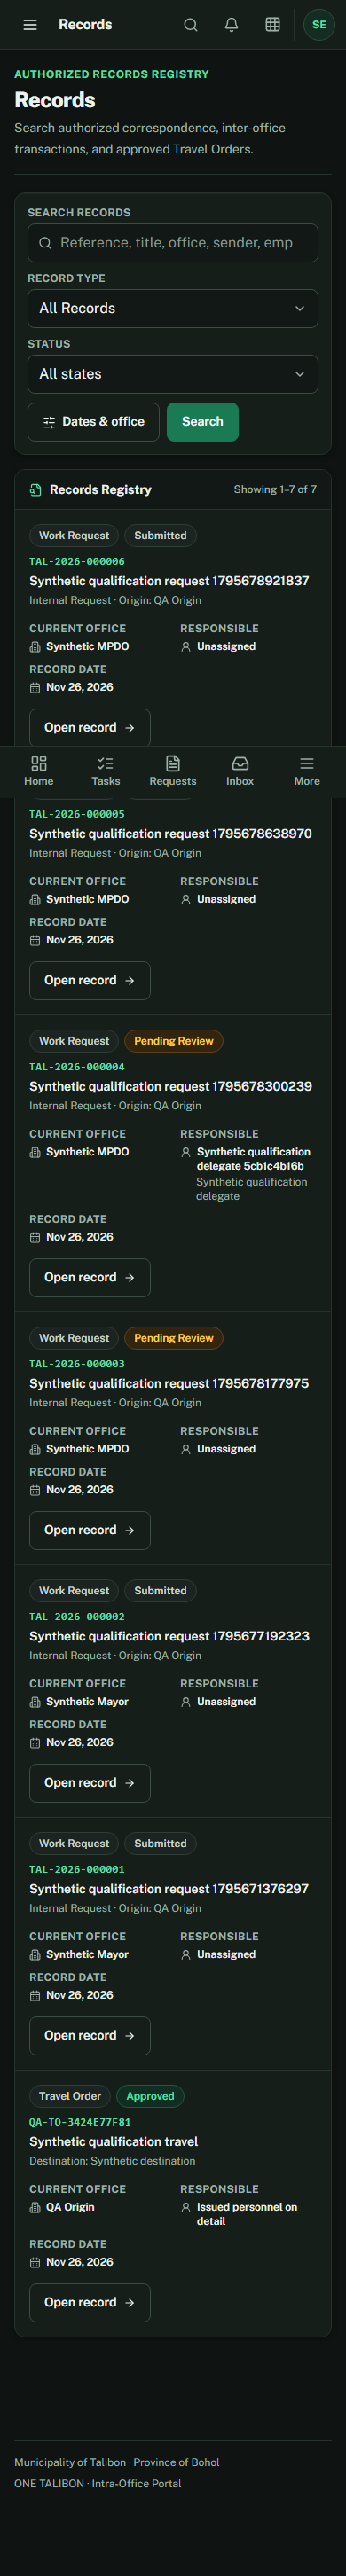 Records
SE
AUTHORIZED RECORDS REGISTRY
Records
Search authorized correspondence, inter-office
transactions, and approved Travel Orders.
SEARCH RECORDS
Reference, title, office, sender, emp
RECORD TYPE
All Records
STATUS
All states
Dates & office
Search
Records Registry
Showing 1–7 of 7
Work Request
Submitted
TAL-2026-000006
Synthetic qualification request 1795678921837
Internal Request · Origin: QA Origin
CURRENT OFFICE
RESPONSIBLE
Synthetic MPDO
Unassigned
RECORD DATE
Nov 26, 2026
Open record
Home
Tasks
Requests
Inbox
More
TAL-2026-000005
Synthetic qualification request 1795678638970
Internal Request · Origin: QA Origin
CURRENT OFFICE
RESPONSIBLE
Synthetic MPDO
Unassigned
RECORD DATE
Nov 26, 2026
Open record
Work Request
Pending Review
TAL-2026-000004
Synthetic qualification request 1795678300239
Internal Request · Origin: QA Origin
CURRENT OFFICE
RESPONSIBLE
Synthetic MPDO
Synthetic qualification
delegate 5cb1c4b16b
Synthetic qualification
delegate
RECORD DATE
Nov 26, 2026
Open record
Work Request
Pending Review
TAL-2026-000003
Synthetic qualification request 1795678177975
Internal Request · Origin: QA Origin
CURRENT OFFICE
RESPONSIBLE
Synthetic MPDO
Unassigned
RECORD DATE
Nov 26, 2026
Open record
Work Request
Submitted
TAL-2026-000002
Synthetic qualification request 1795677192323
Internal Request · Origin: QA Origin
CURRENT OFFICE
RESPONSIBLE
Synthetic Mayor
Unassigned
RECORD DATE
Nov 26, 2026
Open record
Work Request
Submitted
TAL-2026-000001
Synthetic qualification request 1795671376297
Internal Request · Origin: QA Origin
CURRENT OFFICE
RESPONSIBLE
Synthetic Mayor
Unassigned
RECORD DATE
Nov 26, 2026
Open record
Travel Order
Approved
QA-TO-3424E77F81
Synthetic qualification travel
Destination: Synthetic destination
CURRENT OFFICE
RESPONSIBLE
QA Origin
Issued personnel on
detail
RECORD DATE
Nov 26, 2026
Open record
Municipality of Talibon · Province of Bohol
ONE TALIBON · Intra-Office Portal